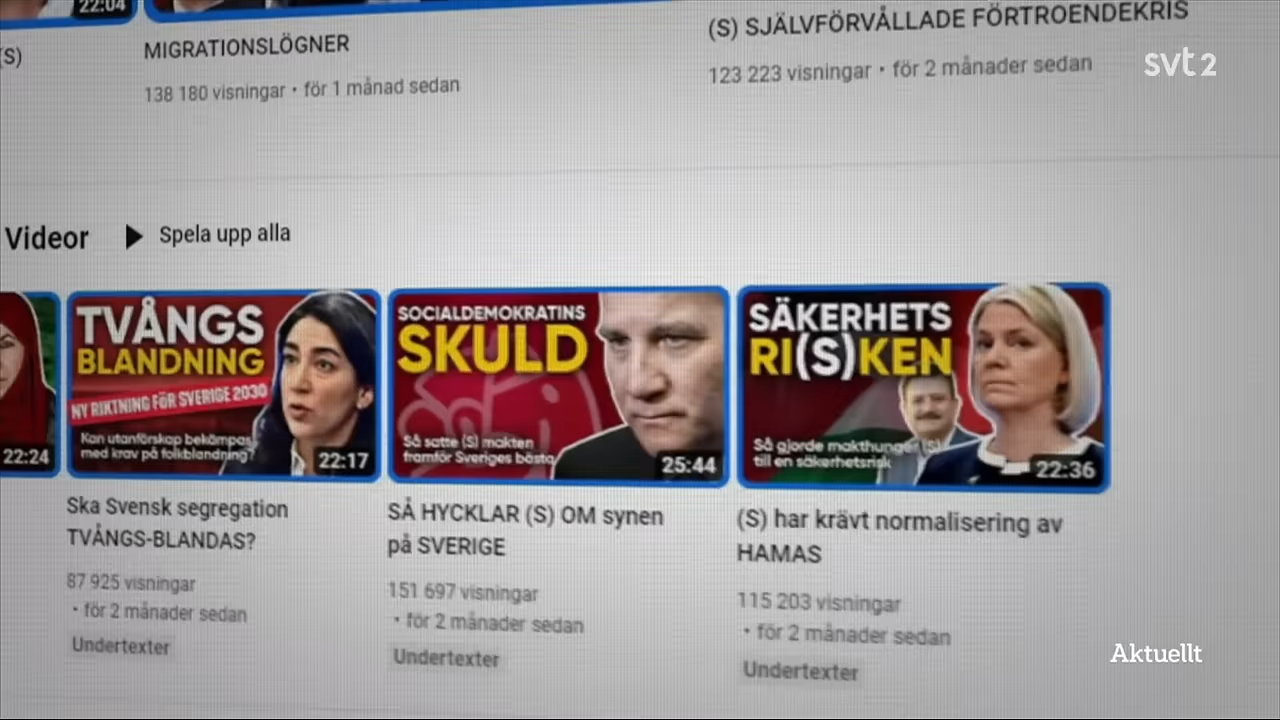 22:04
(S)
MIGRATIONSLÖGNER
138 180 visningar • för 1 månad sedan
(S) SJÄLVFÖRVÅLLADE FÖRTROENDEKRIS
123 223 visningar • för 2 månader sedan
svt2
Videor
Spela upp alla
22:24
TVÅNGS
BLANDNING
NY RIKTNING FÖR SVERIGE 2030
Kan utanförskap bekämpas
med krav på folkblandning?
22:17
Ska Svensk segregation
TVÅNGS-BLANDAS?
87 925 visningar
• för 2 månader sedan
Undertexter
SOCIALDEMOKRATINS
SKULD
Så satte (S) makten
framför Sveriges bästa
25:44
SÅ HYCKLAR (S) OM synen
på SVERIGE
151 697 visningar
• för 2 månader sedan
Undertexter
SÄKERHETS
RI(S)KEN
Så gjorde makthunger (S)
till en säkerhetsrisk
22:36
(S) har krävt normalisering av
HAMAS
115 203 visningar
• för 2 månader sedan
Undertexter
Aktuellt